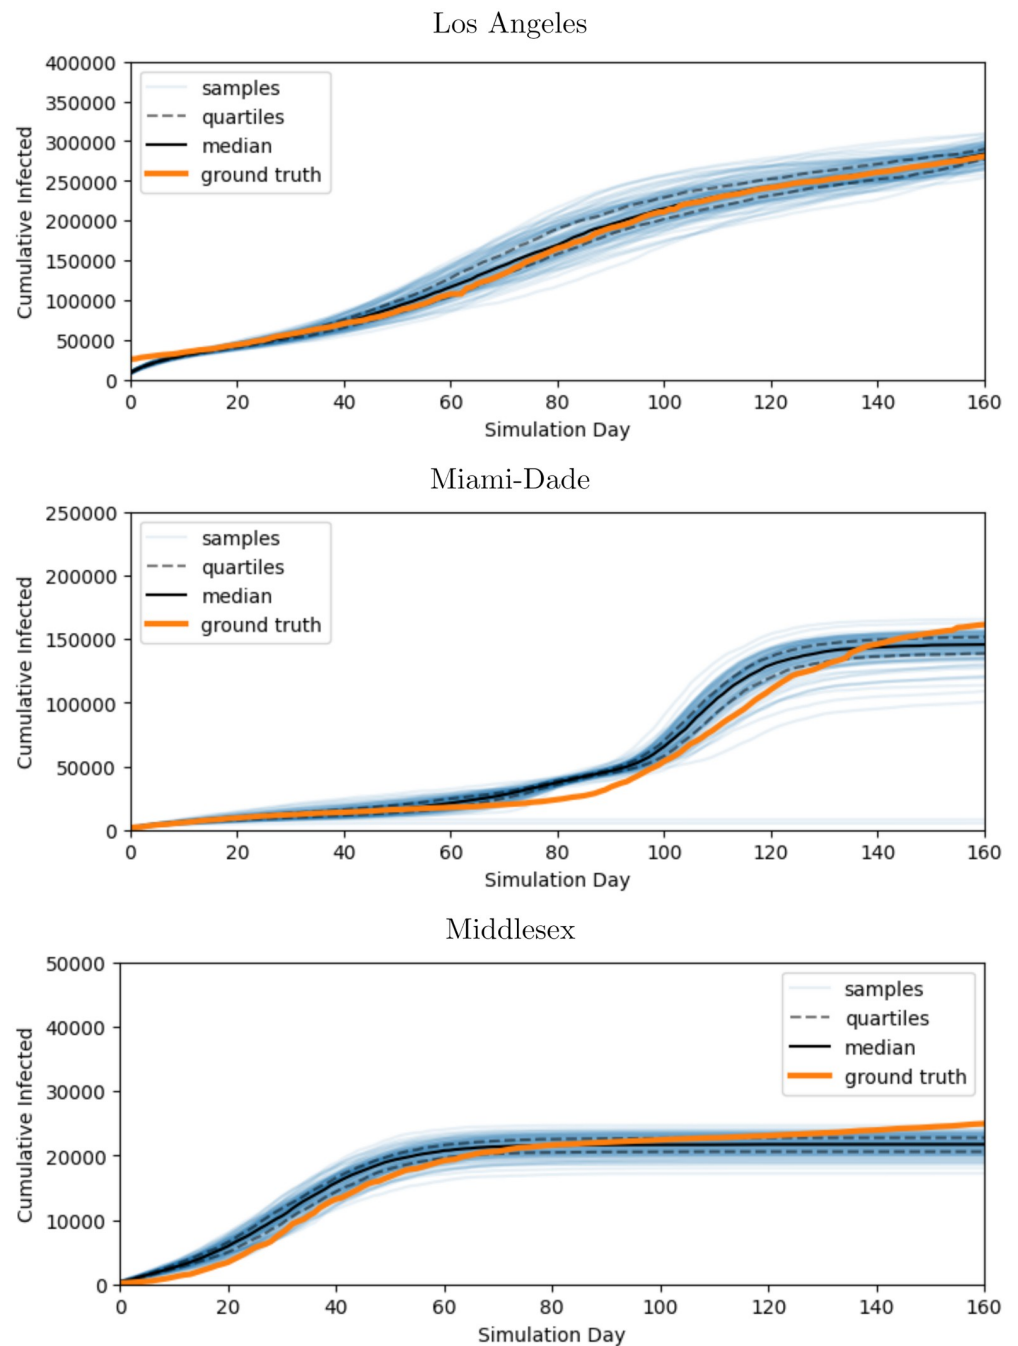 Los Angeles
400000
350000
300000
250000
200000
150000
100000
50000
0
Cumulative Infected
samples
quartiles
median
ground truth
0 20 40 60 80 100 120 140 160
Simulation Day
Miami-Dade
250000
200000
150000
100000
50000
0
Cumulative Infected
samples
quartiles
median
ground truth
0 20 40 60 80 100 120 140 160
Simulation Day
Middlesex
50000
40000
30000
20000
10000
0
Cumulative Infected
samples
quartiles
median
ground truth
0 20 40 60 80 100 120 140 160
Simulation Day